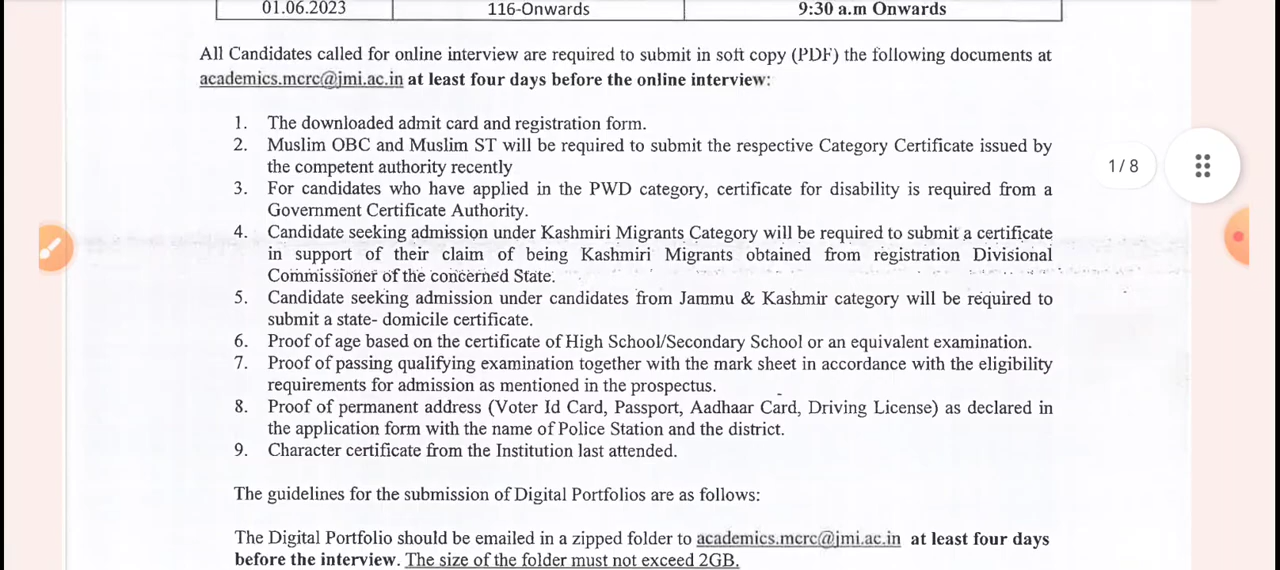 01.06.2023 116-Onwards 9:30 a.m Onwards
All Candidates called for online interview are required to submit in soft copy (PDF) the following documents at
academics.mcrc@jmi.ac.in at least four days before the online interview:
1. The downloaded admit card and registration form.
2. Muslim OBC and Muslim ST will be required to submit the respective Category Certificate issued by
the competent authority recently
3. For candidates who have applied in the PWD category, certificate for disability is required from a
Government Certificate Authority.
4. Candidate seeking admission under Kashmiri Migrants Category will be required to submit a certificate
in support of their claim of being Kashmiri Migrants obtained from registration Divisional
Commissioner of the concerned State.
5. Candidate seeking admission under candidates from Jammu & Kashmir category will be required to
submit a state- domicile certificate.
6. Proof of age based on the certificate of High School/Secondary School or an equivalent examination.
7. Proof of passing qualifying examination together with the mark sheet in accordance with the eligibility
requirements for admission as mentioned in the prospectus.
8. Proof of permanent address (Voter Id Card, Passport, Aadhaar Card, Driving License) as declared in
the application form with the name of Police Station and the district.
9. Character certificate from the Institution last attended.
The guidelines for the submission of Digital Portfolios are as follows:
The Digital Portfolio should be emailed in a zipped folder to academics.mcrc@jmi.ac.in at least four days
before the interview. The size of the folder must not exceed 2GB.
1 / 8